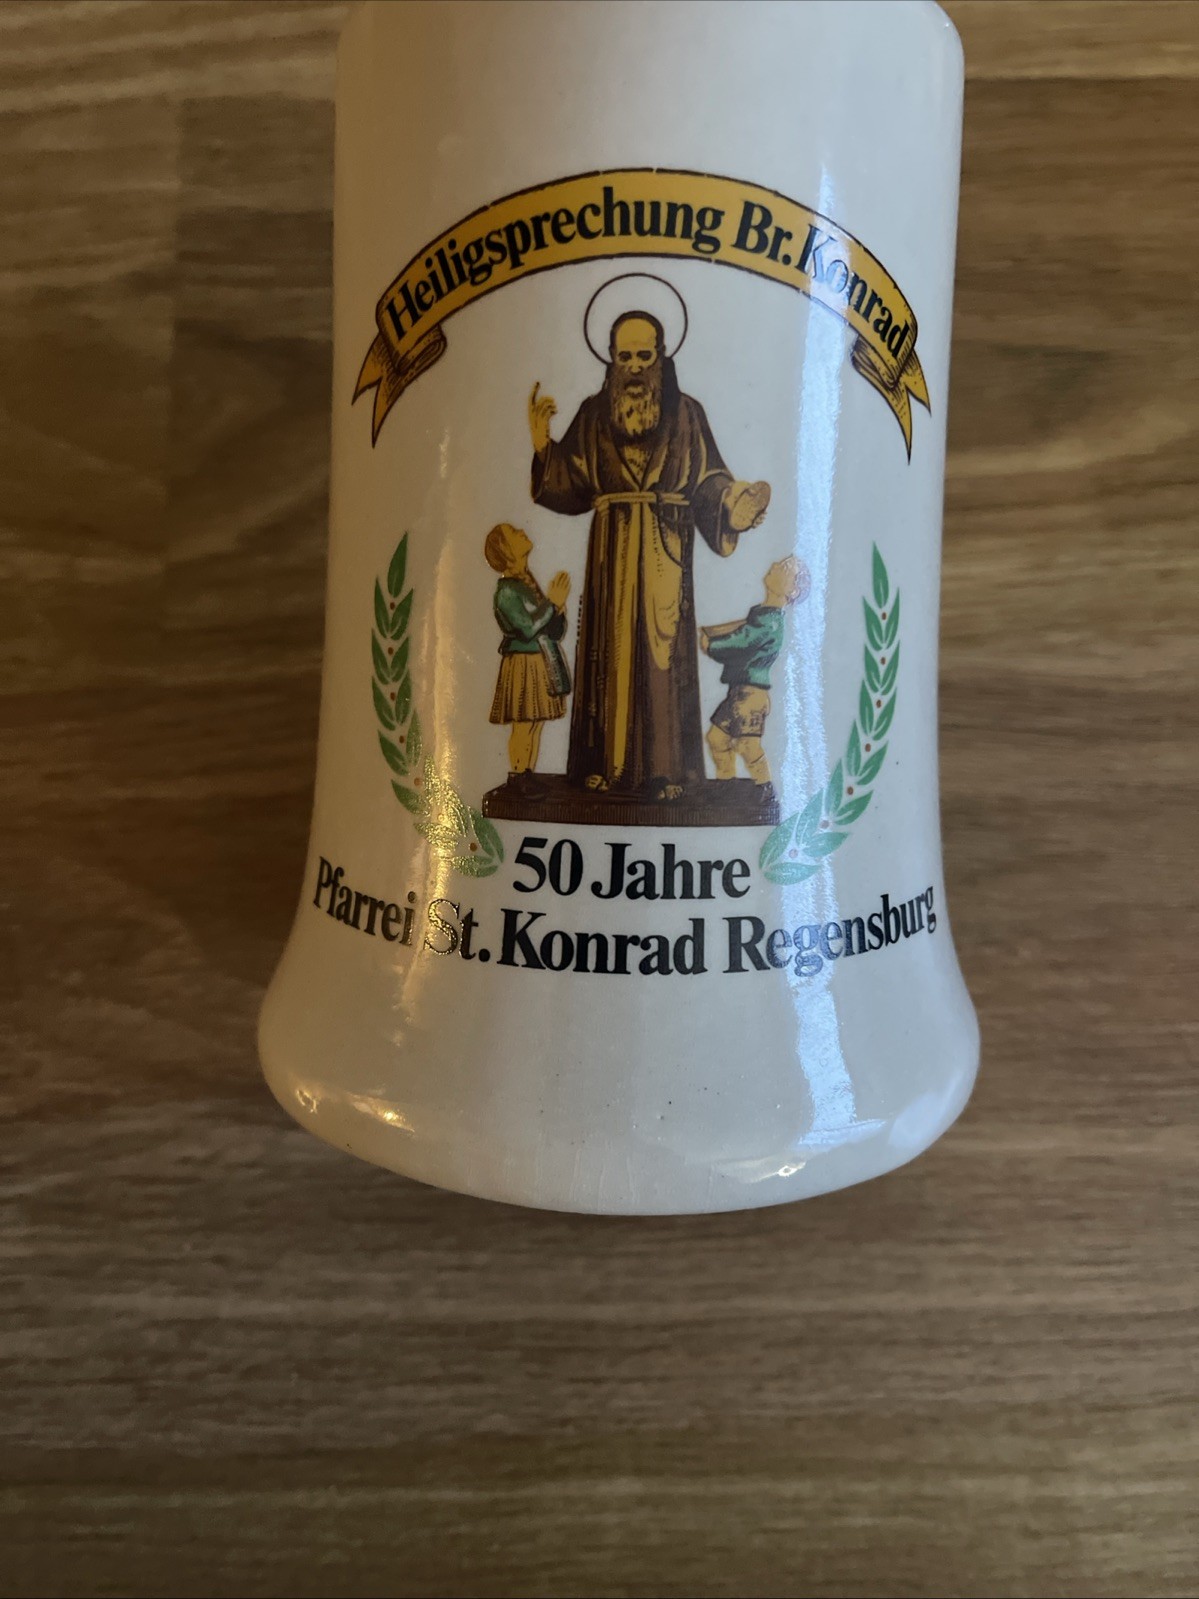 Heiligsprechung Br. Konrad
50 Jahre
Pfarrei St. Konrad Regensburg